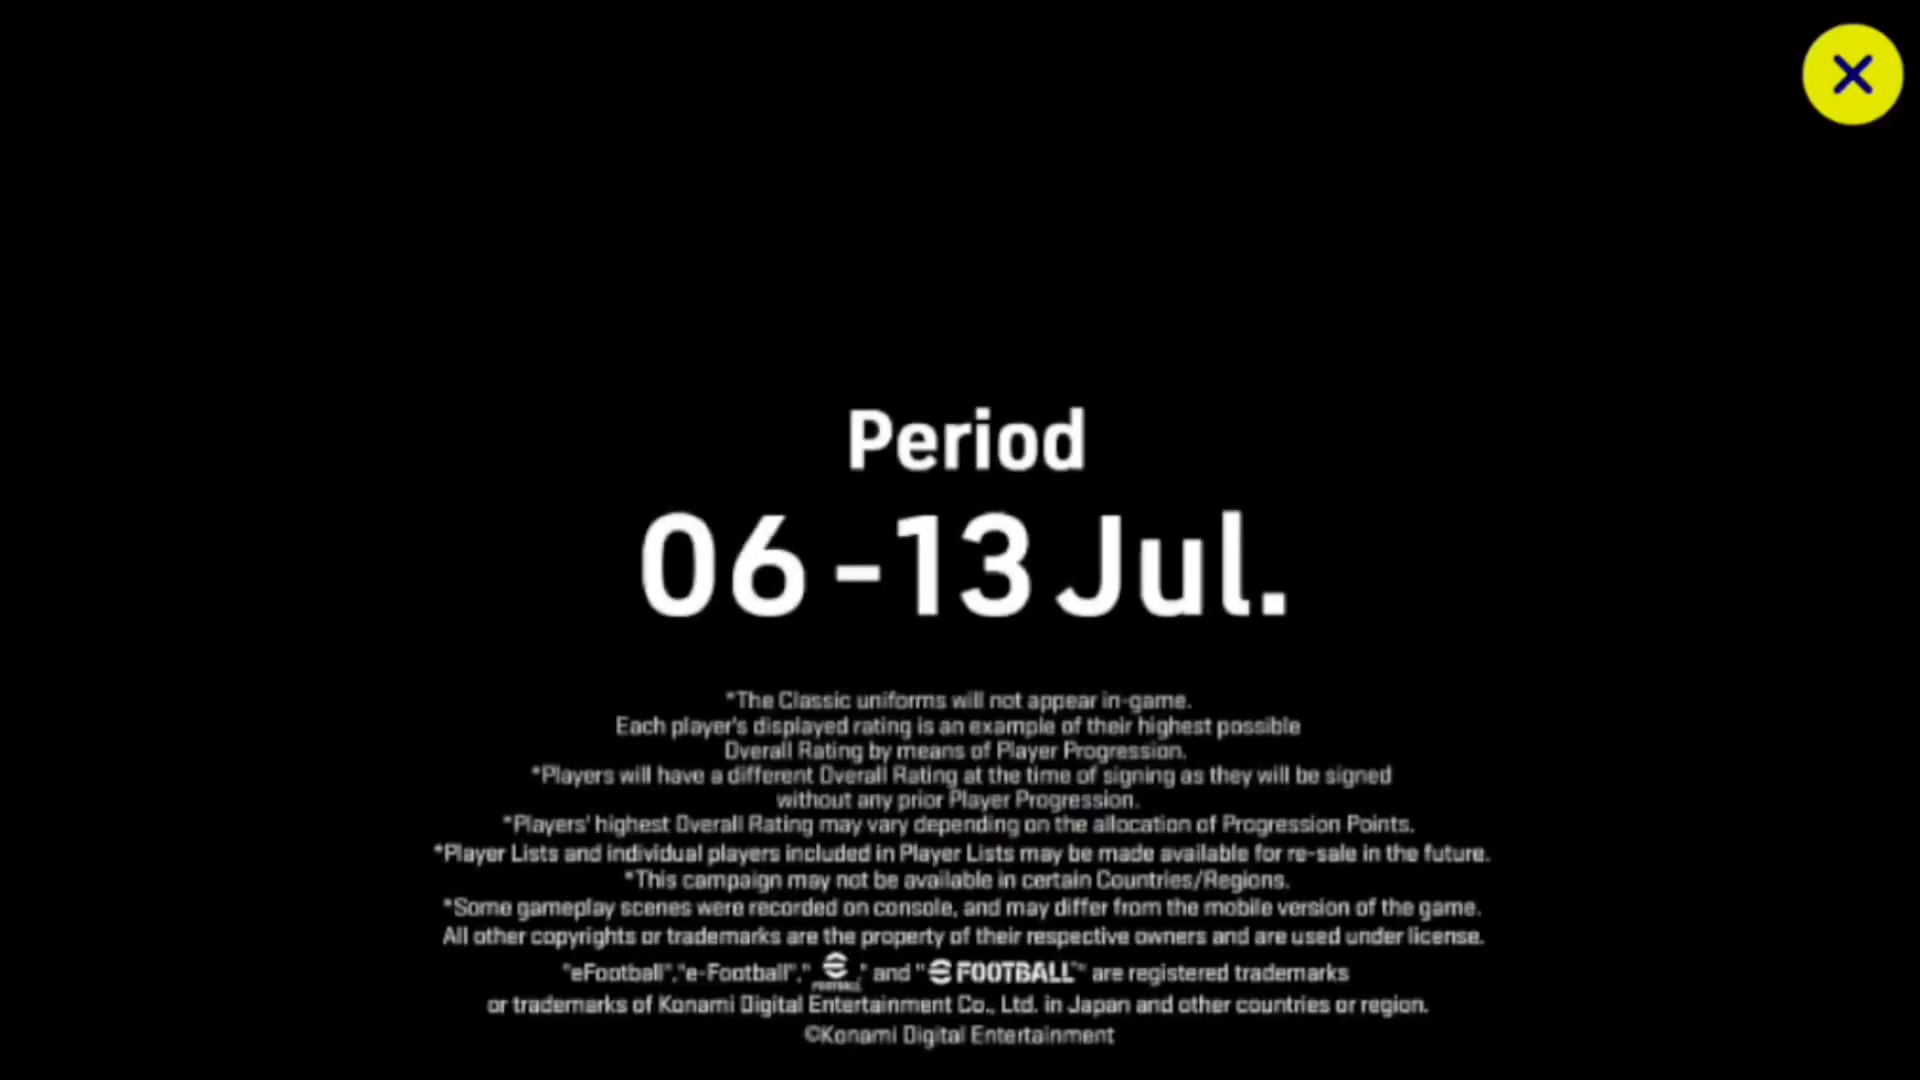 Period
06-13 Jul.
*The Classic uniforms will not appear in-game.
Each player's displayed rating is an example of their highest possible
Overall Rating by means of Player Progression.
*Players will have a different Overall Rating at the time of signing as they will be signed
without any prior Player Progression.
*Players' highest Overall Rating may vary depending on the allocation of Progression Points.
*Player Lists and individual players included in Player Lists may be made available for re-sale in the future.
*This campaign may not be available in certain Countries/Regions.
*Some gameplay scenes were recorded on console, and may differ from the mobile version of the game.
All other copyrights or trademarks are the property of their respective owners and are used under license.
"eFootball","e-Football"," FOOTBALL " and "eFOOTBALL™" are registered trademarks
or trademarks of Konami Digital Entertainment Co., Ltd. in Japan and other countries or region.
©Konami Digital Entertainment